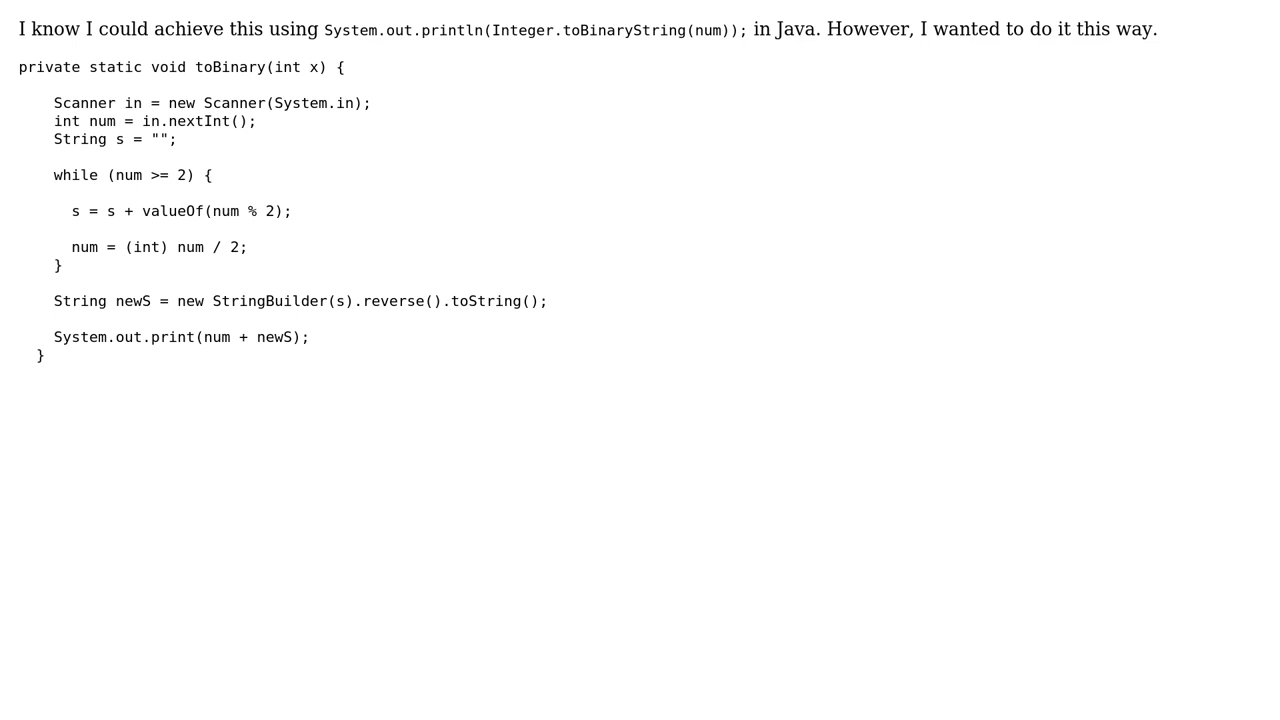 I know I could achieve this using System.out.println(Integer.toBinaryString(num)); in Java. However, I wanted to do it this way.
private static void toBinary(int x) {
Scanner in = new Scanner(System.in);
int num = in.nextInt();
String s = "";
while (num >= 2) {
s = s + valueOf(num % 2);
num = (int) num / 2;
}
String newS = new StringBuilder(s).reverse().toString();
System.out.print(num + newS);
}